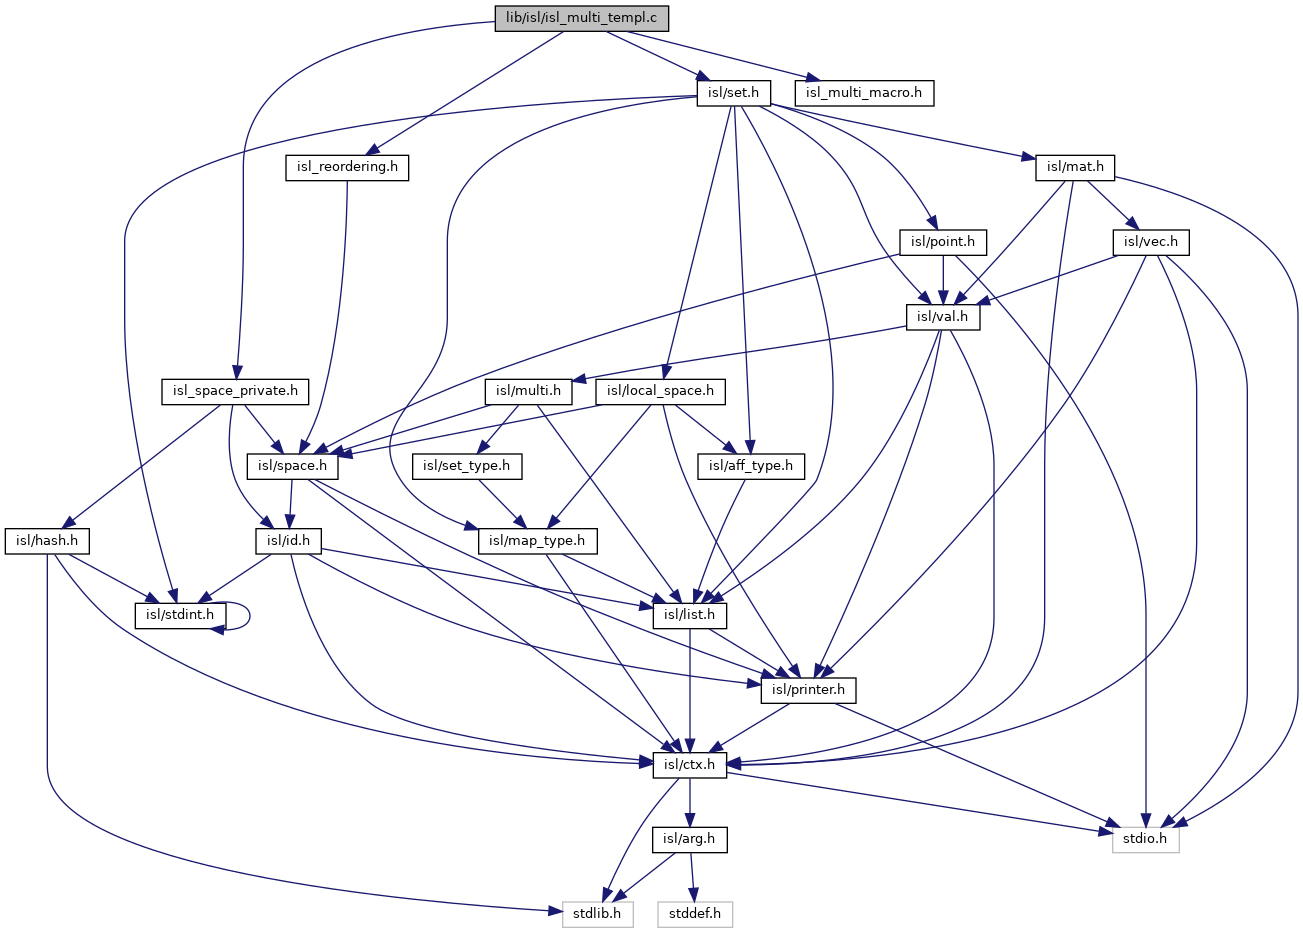 lib/isl/isl_multi_templ.c
isl/set.h
isl_multi_macro.h
isl_reordering.h
isl/mat.h
isl/point.h
isl/vec.h
isl/val.h
isl_space_private.h
isl/multi.h
isl/local_space.h
isl/space.h
isl/set_type.h
isl/aff_type.h
isl/hash.h
isl/id.h
isl/map_type.h
isl/stdint.h
isl/list.h
isl/printer.h
isl/ctx.h
isl/arg.h
stdio.h
stdlib.h
stddef.h